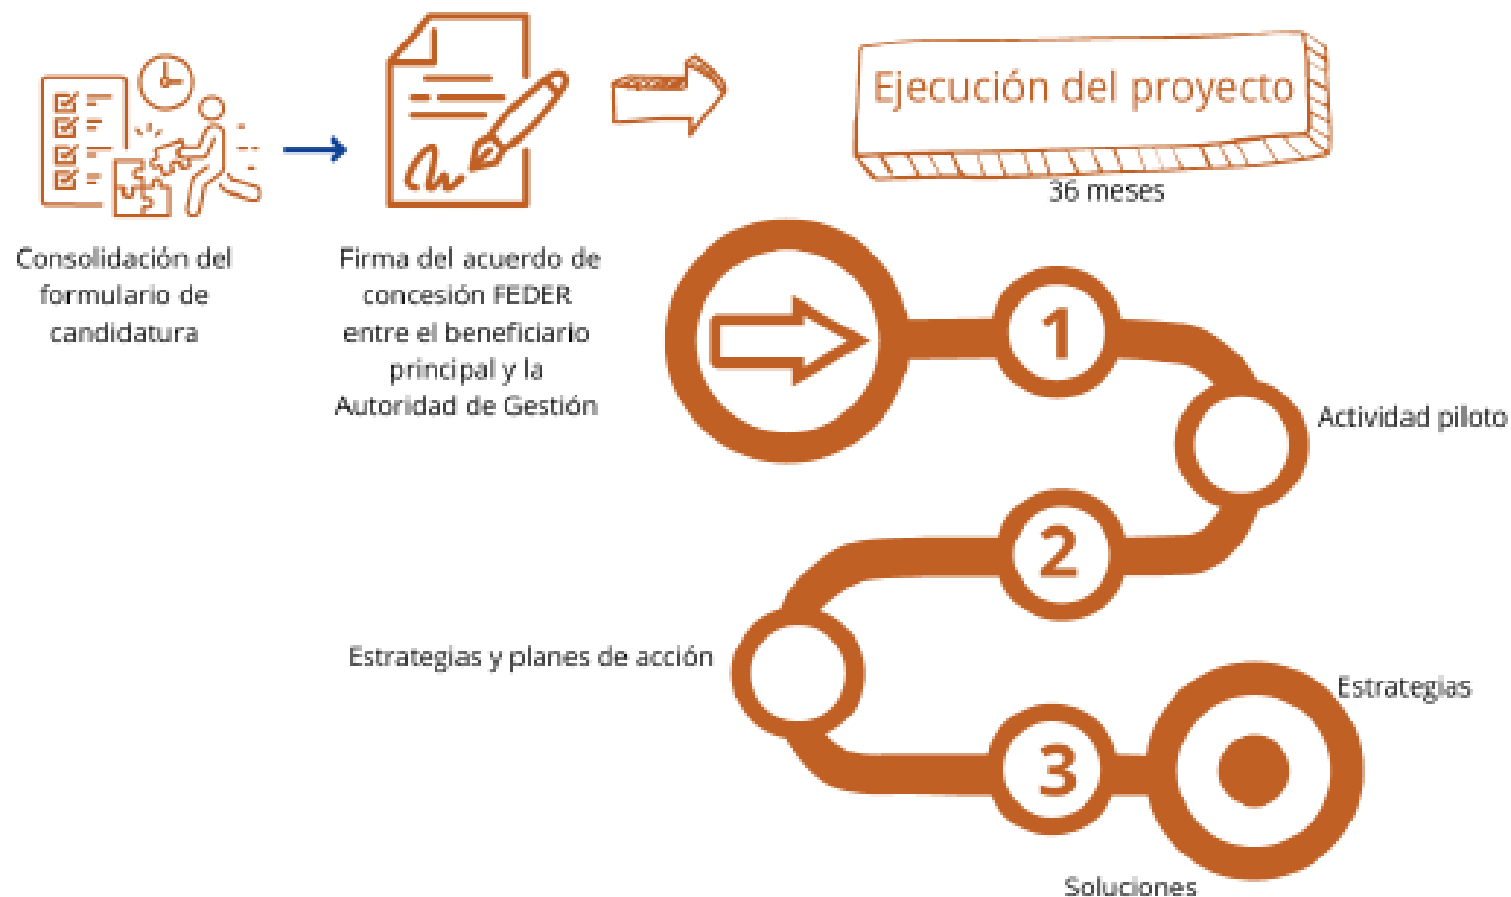 Consolidación del
formulario de
candidatura
Firma del acuerdo de
concesión FEDER
entre el beneficiario
principal y la
Autoridad de Gestión
Ejecución del proyecto
36 meses
1
Actividad piloto
2
Estrategias y planes de acción
Estrategias
3
Soluciones